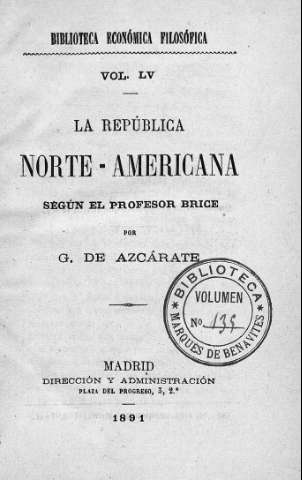 BIBLIOTECA ECONÓMICA FILOSÓFICA
VOL. LV
LA REPÚBLICA
NORTE-AMERICANA
SEGÚN EL PROFESOR BRICE
POR
G. DE AZCÁRATE
BIBLIOTECA
VOLUMEN
No 135
MARQUES DE BENAVITES
MADRID
DIRECCIÓN Y ADMINISTRACIÓN
PLAZA DEL PROGRESO, 3, 2.º
1891